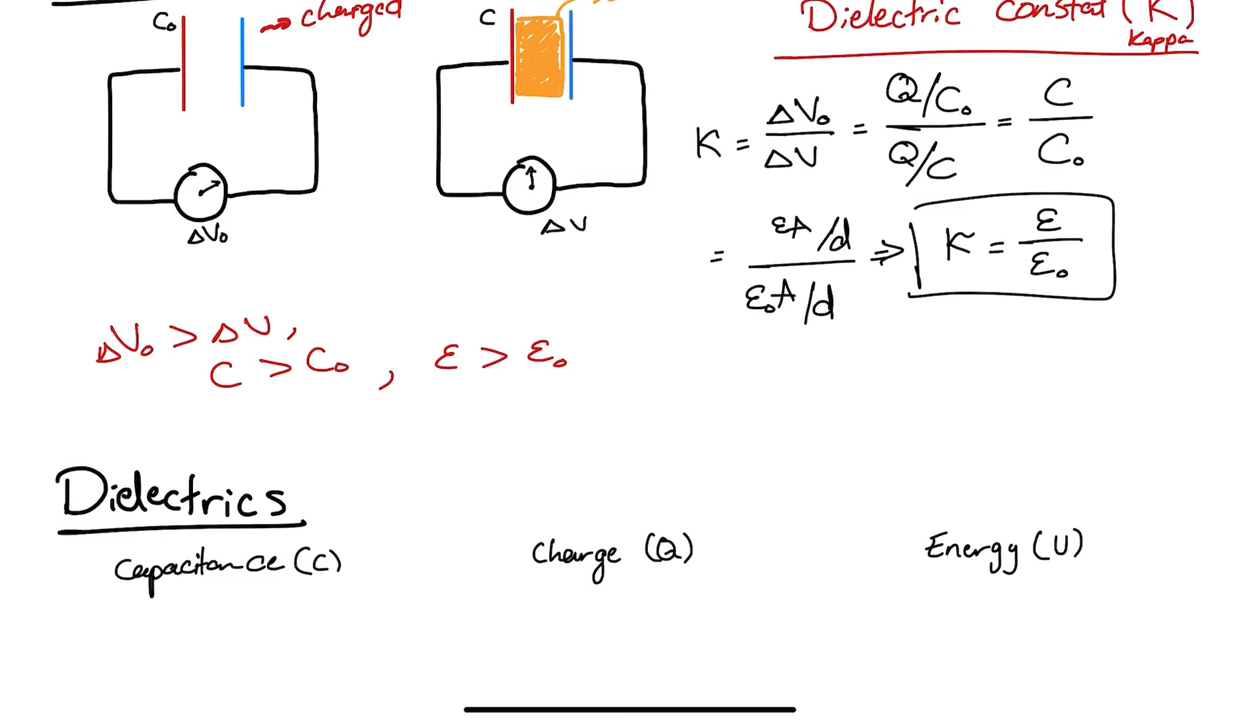 C₀
charged
C
Dielectric Constat (K)
Kappa
K = ΔV₀/ΔV = (Q/C₀)/(Q/C) = C/C₀
= (εA/d)/(ε₀A/d) ⇒ K = ε/ε₀
ΔV₀
ΔV
ΔV₀ > ΔV,
C > C₀ , ε > ε₀
Dielectrics
Capacitance (C)
Charge (Q)
Energy (U)